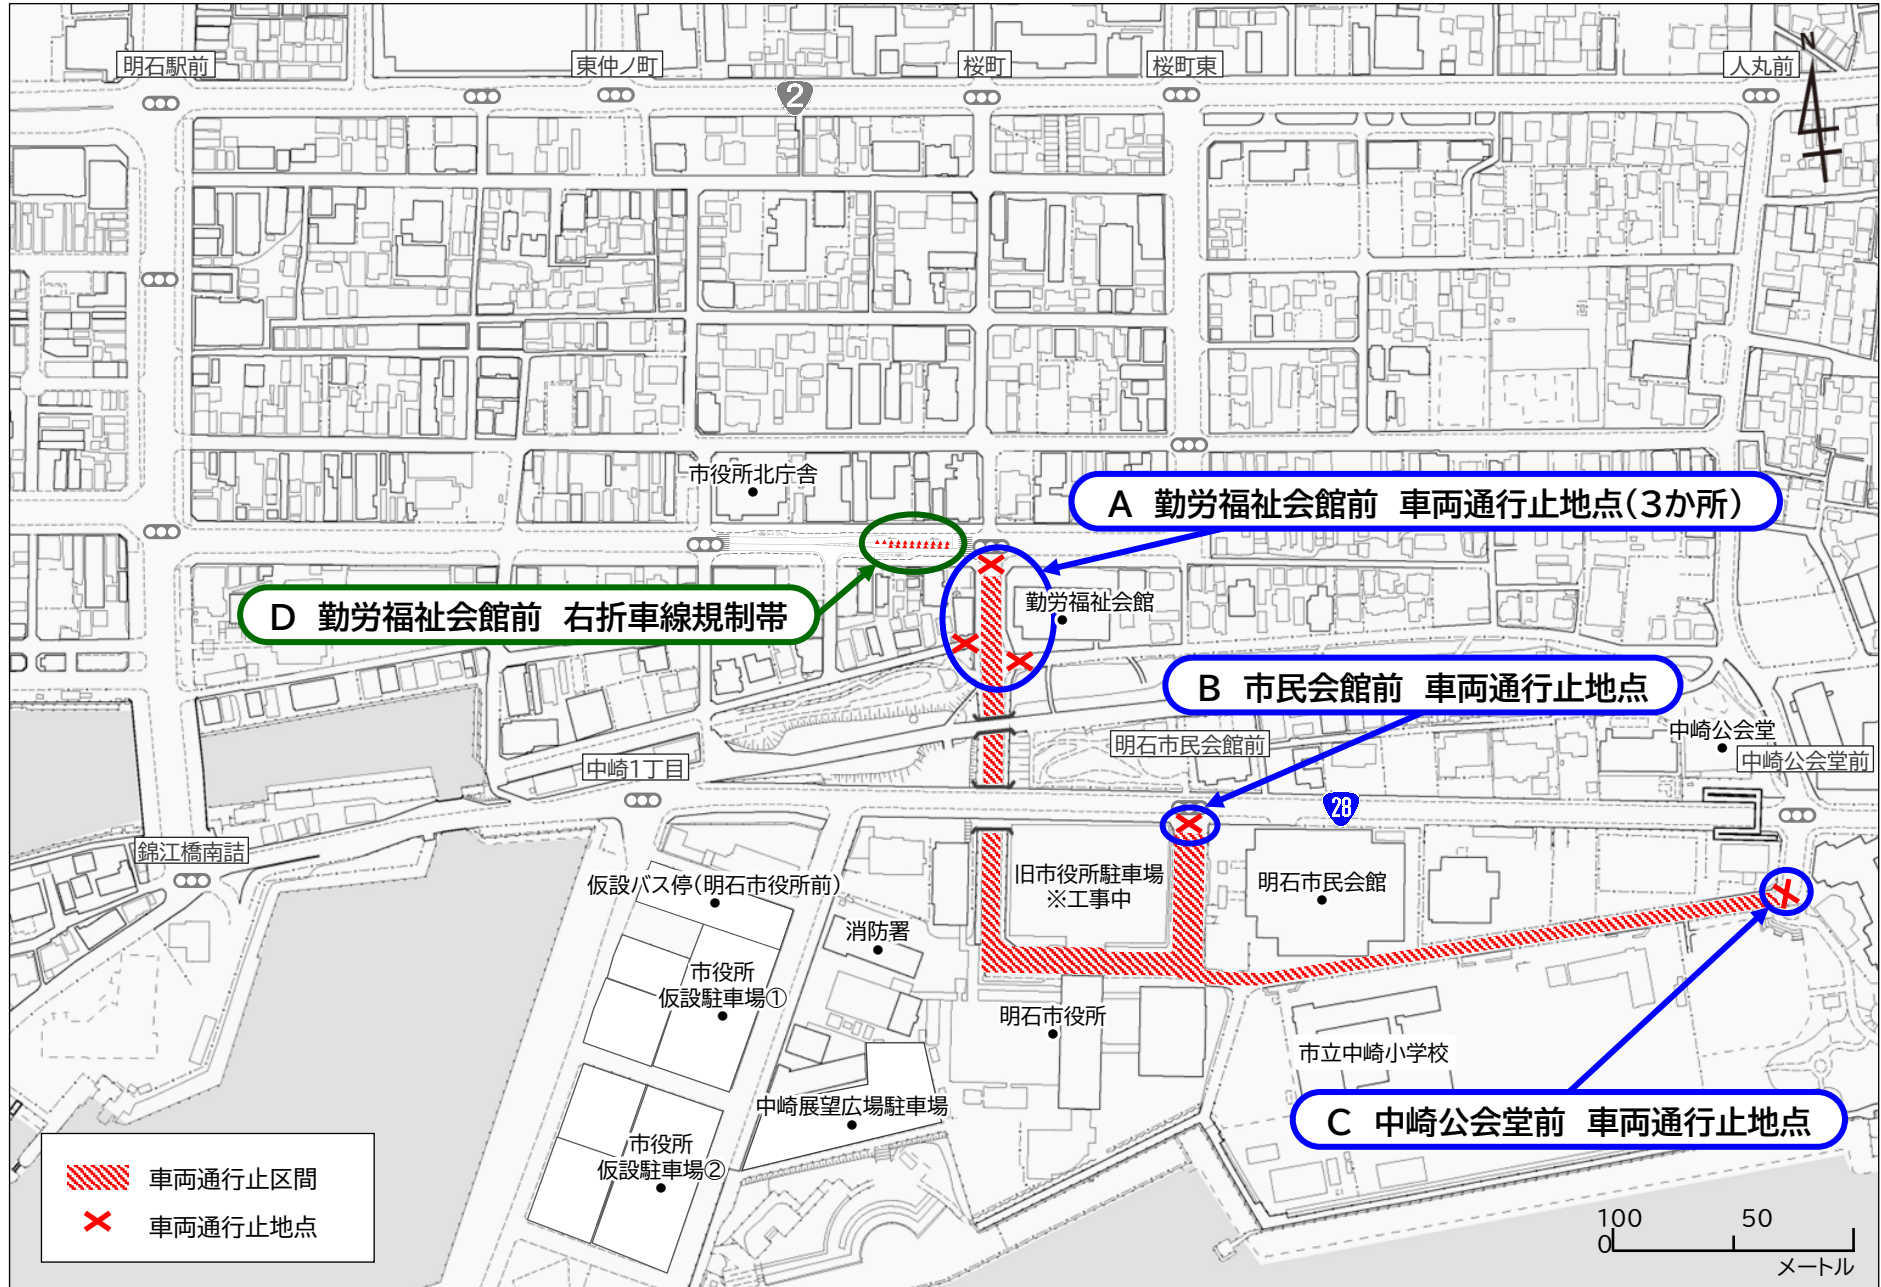 明石駅前
東仲ノ町
桜町
桜町東
人丸前
N
2
市役所北庁舎
A 勤労福祉会館前 車両通行止地点(3か所)
D 勤労福祉会館前 右折車線規制帯
勤労福祉会館
B 市民会館前 車両通行止地点
中崎公会堂
明石市民会館前
中崎公会堂前
中崎1丁目
28
錦江橋南詰
仮設バス停(明石市役所前)
旧市役所駐車場
※工事中
明石市民会館
消防署
市役所
仮設駐車場①
明石市役所
市立中崎小学校
中崎展望広場駐車場
C 中崎公会堂前 車両通行止地点
市役所
仮設駐車場②
車両通行止区間
車両通行止地点
100
50
0
メートル